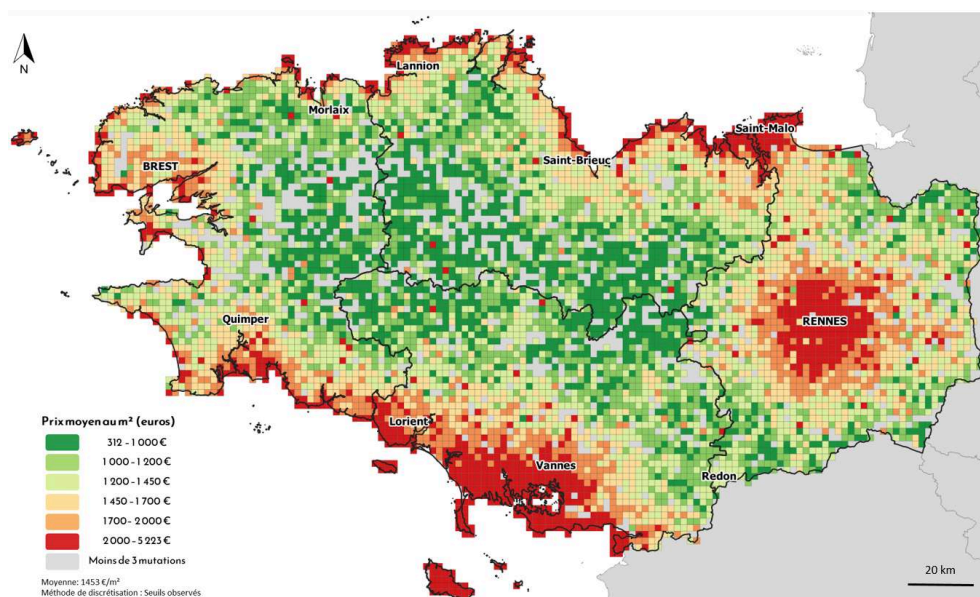 N
Lannion
Morlaix
Saint-Malo
BREST
Saint-Brieuc
Quimper
RENNES
Lorient
Vannes
Redon
Prix moyen au m² (euros)
312 - 1 000 €
1 000 - 1 200 €
1 200 - 1 450 €
1 450 - 1 700 €
1700 - 2 000 €
2 000 - 5 223 €
Moins de 3 mutations
Moyenne: 1453 €/m²
Méthode de discrétisation : Seuils observés
20 km